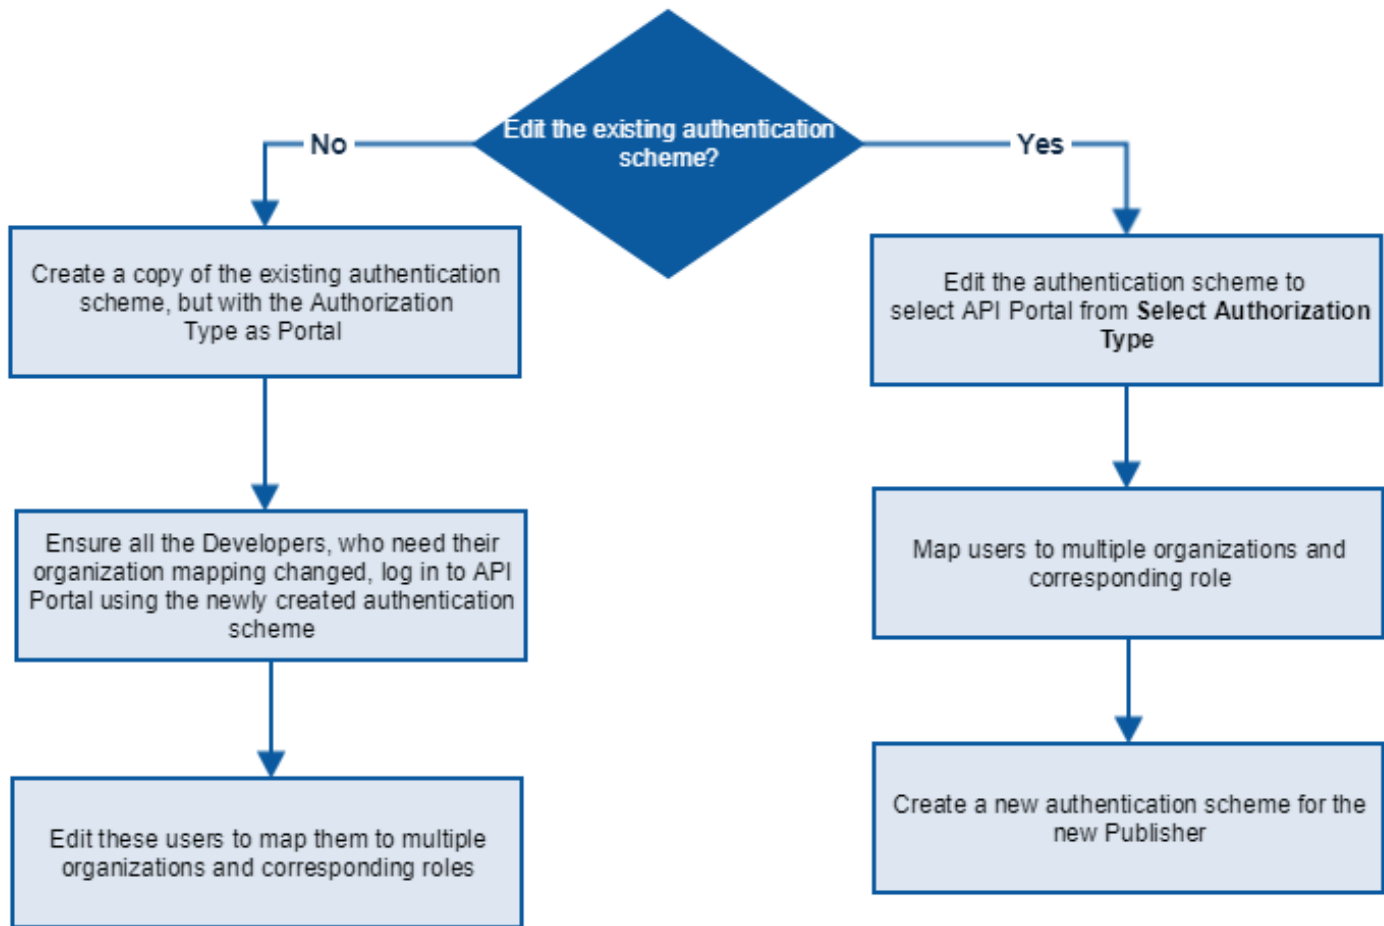 Edit the existing authentication
scheme?
No
Yes
Create a copy of the existing authentication
scheme, but with the Authorization
Type as Portal
Ensure all the Developers, who need their
organization mapping changed, log in to API
Portal using the newly created authentication
scheme
Edit these users to map them to multiple
organizations and corresponding roles
Edit the authentication scheme to
select API Portal from Select Authorization
Type
Map users to multiple organizations and
corresponding role
Create a new authentication scheme for the
new Publisher